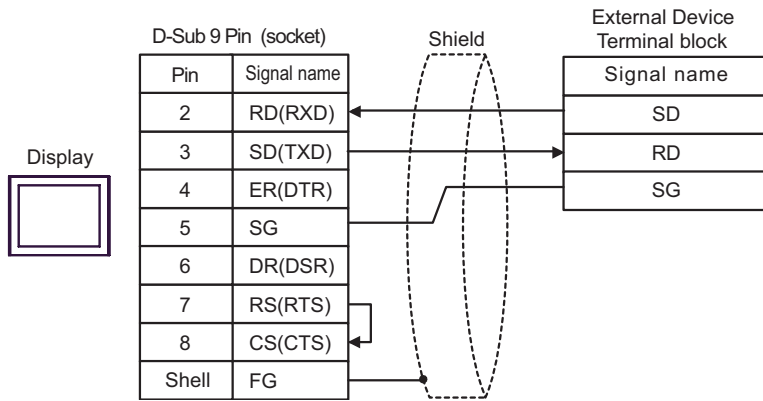 External Device
Terminal block
D-Sub 9 Pin (socket)
Shield
Pin Signal name
Signal name
2 RD(RXD)
SD
3 SD(TXD)
RD
Display
4 ER(DTR)
SG
5 SG
6 DR(DSR)
7 RS(RTS)
8 CS(CTS)
Shell FG